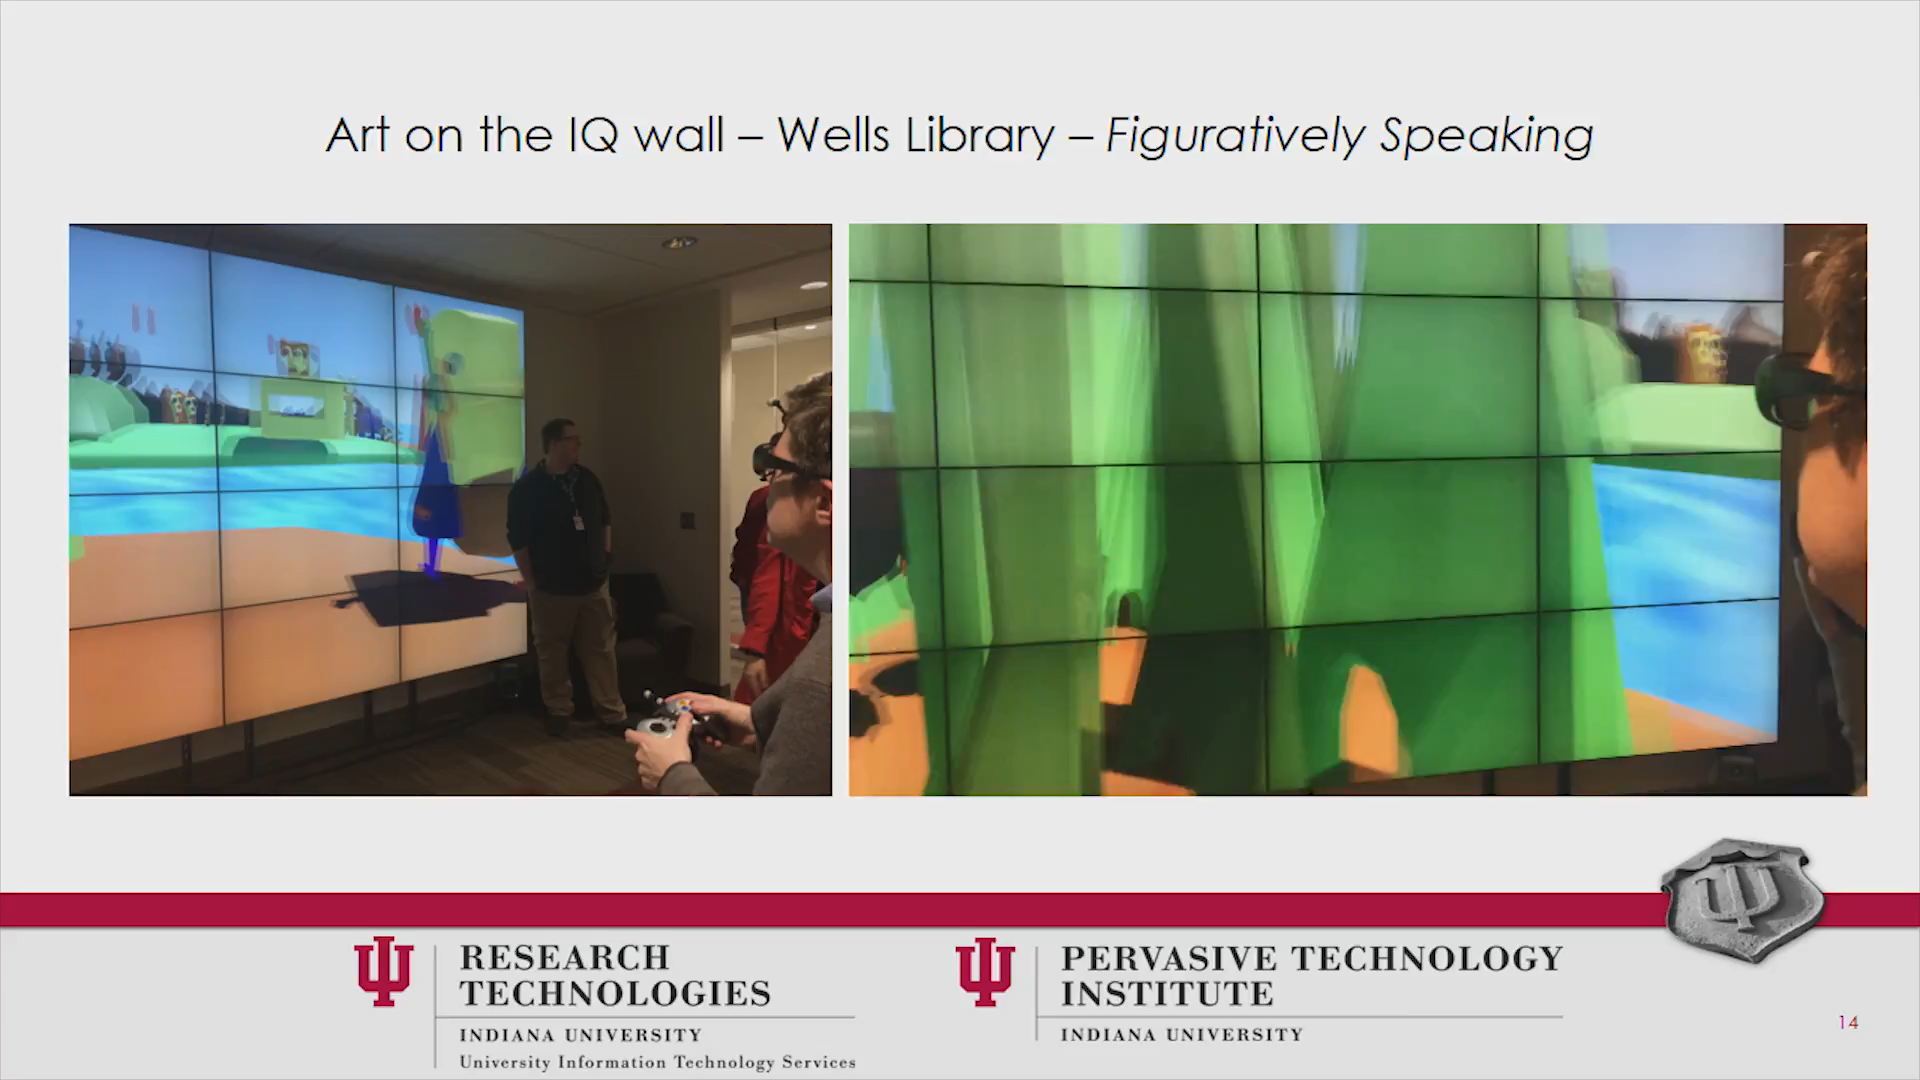 Art on the IQ wall – Wells Library – Figuratively Speaking
RESEARCH
TECHNOLOGIES
INDIANA UNIVERSITY
University Information Technology Services
PERVASIVE TECHNOLOGY
INSTITUTE
INDIANA UNIVERSITY
14